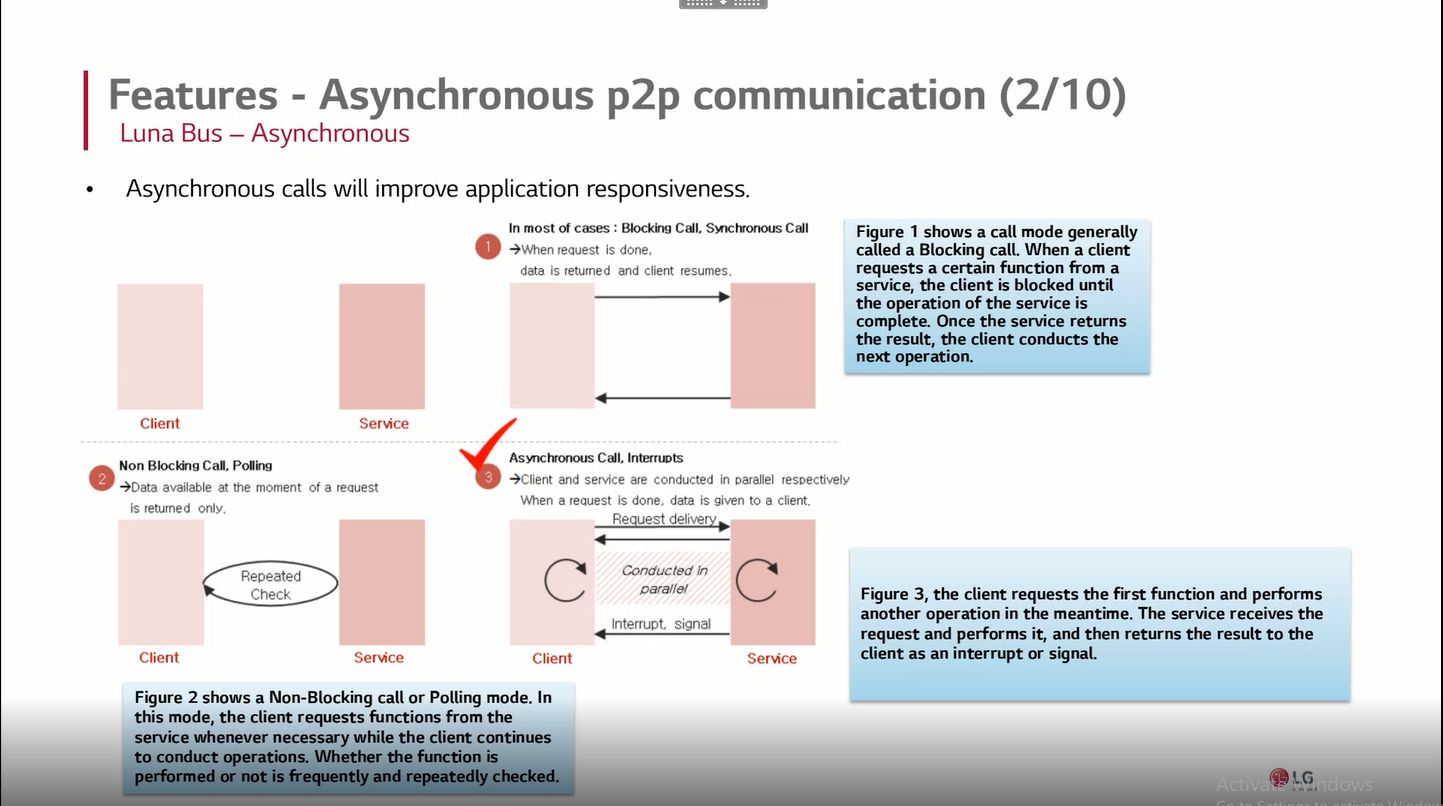 Features - Asynchronous p2p communication (2/10)
Luna Bus – Asynchronous
• Asynchronous calls will improve application responsiveness.
Client
Service
1
In most of cases : Blocking Call, Synchronous Call
→When request is done,
data is returned and client resumes.
Figure 1 shows a call mode generally
called a Blocking call. When a client
requests a certain function from a
service, the client is blocked until
the operation of the service is
complete. Once the service returns
the result, the client conducts the
next operation.
2
Non Blocking Call, Polling
→Data available at the moment of a request
is returned only.
Repeated
Check
Client
Service
Figure 2 shows a Non-Blocking call or Polling mode. In
this mode, the client requests functions from the
service whenever necessary while the client continues
to conduct operations. Whether the function is
performed or not is frequently and repeatedly checked.
3
Asynchronous Call, Interrupts
→Client and service are conducted in parallel respectively
When a request is done, data is given to a client.
Request delivery
Conducted in
parallel
Interrupt, signal
Client
Service
Figure 3, the client requests the first function and performs
another operation in the meantime. The service receives the
request and performs it, and then returns the result to the
client as an interrupt or signal.
LG
Activate Windows